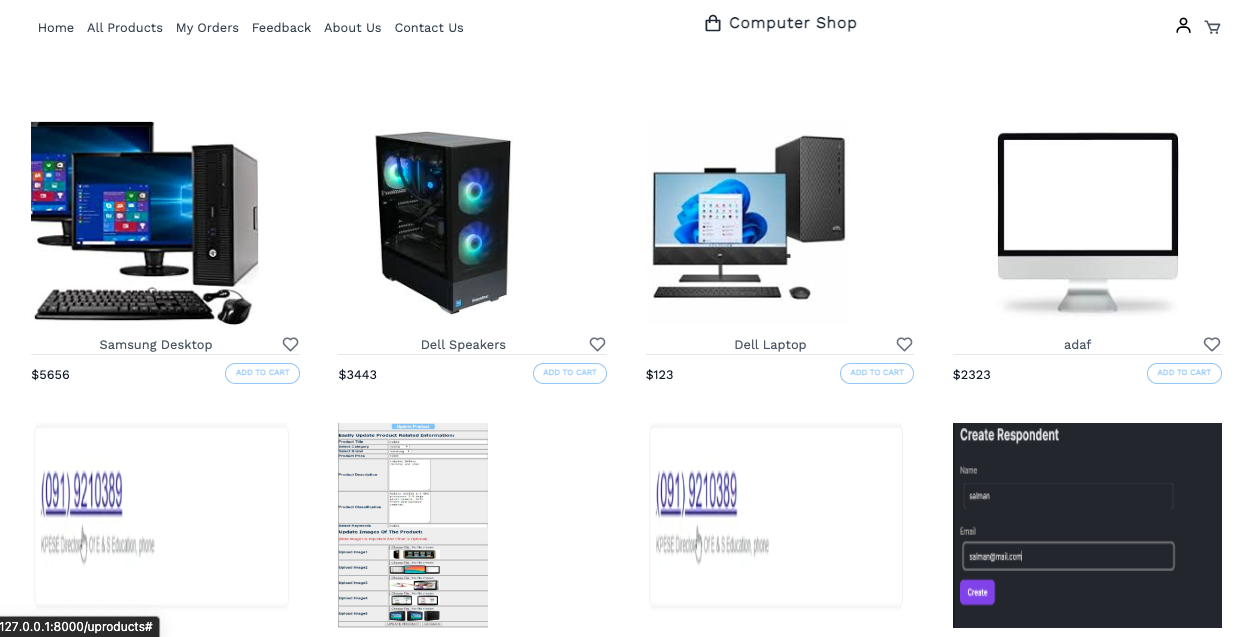 Home All Products My Orders Feedback About Us Contact Us
Computer Shop
Samsung Desktop
Dell Speakers
Dell Laptop
adaf
$5656 ADD TO CART
$3443 ADD TO CART
$123 ADD TO CART
$2323 ADD TO CART
(091) 9210389
KPESE Director Of E & S Education, phone
Update Product
Easily Update Product Related Information:
Product Title
Select Category
Select Brand
Product Price
Product Description
Product Classification
Select Keywords
Update Images Of The Product:
Upload Image1
Upload Image2
Upload Image3
Upload Image4
(091) 9210389
KPESE Director Of E & S Education, phone
Create Respondent
Name
salman
Email
salman@mail.com
Create
127.0.0.1:8000/uproducts#